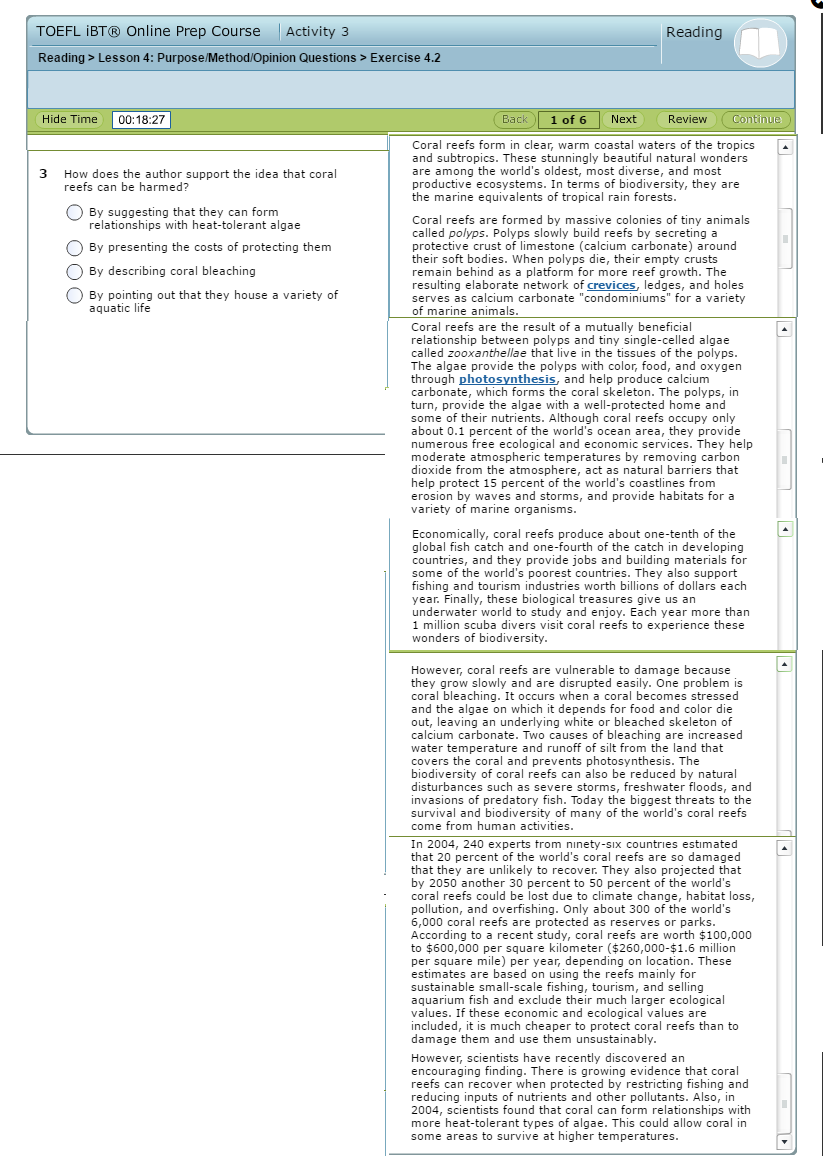 TOEFL iBT® Online Prep Course
Activity 3
Reading
Reading > Lesson 4: Purpose/Method/Opinion Questions > Exercise 4.2
Hide Time
00:18:27
Back
1 of 6
Next
Review
Continue
3 How does the author support the idea that coral
reefs can be harmed?
By suggesting that they can form
relationships with heat-tolerant algae
By presenting the costs of protecting them
By describing coral bleaching
By pointing out that they house a variety of
aquatic life
Coral reefs form in clear, warm coastal waters of the tropics
and subtropics. These stunningly beautiful natural wonders
are among the world's oldest, most diverse, and most
productive ecosystems. In terms of biodiversity, they are
the marine equivalents of tropical rain forests.
Coral reefs are formed by massive colonies of tiny animals
called polyps. Polyps slowly build reefs by secreting a
protective crust of limestone (calcium carbonate) around
their soft bodies. When polyps die, their empty crusts
remain behind as a platform for more reef growth. The
resulting elaborate network of crevices, ledges, and holes
serves as calcium carbonate "condominiums" for a variety
of marine animals.
Coral reefs are the result of a mutually beneficial
relationship between polyps and tiny single-celled algae
called zooxanthellae that live in the tissues of the polyps.
The algae provide the polyps with color, food, and oxygen
through photosynthesis, and help produce calcium
carbonate, which forms the coral skeleton. The polyps, in
turn, provide the algae with a well-protected home and
some of their nutrients. Although coral reefs occupy only
about 0.1 percent of the world's ocean area, they provide
numerous free ecological and economic services. They help
moderate atmospheric temperatures by removing carbon
dioxide from the atmosphere, act as natural barriers that
help protect 15 percent of the world's coastlines from
erosion by waves and storms, and provide habitats for a
variety of marine organisms.
Economically, coral reefs produce about one-tenth of the
global fish catch and one-fourth of the catch in developing
countries, and they provide jobs and building materials for
some of the world's poorest countries. They also support
fishing and tourism industries worth billions of dollars each
year. Finally, these biological treasures give us an
underwater world to study and enjoy. Each year more than
1 million scuba divers visit coral reefs to experience these
wonders of biodiversity.
However, coral reefs are vulnerable to damage because
they grow slowly and are disrupted easily. One problem is
coral bleaching. It occurs when a coral becomes stressed
and the algae on which it depends for food and color die
out, leaving an underlying white or bleached skeleton of
calcium carbonate. Two causes of bleaching are increased
water temperature and runoff of silt from the land that
covers the coral and prevents photosynthesis. The
biodiversity of coral reefs can also be reduced by natural
disturbances such as severe storms, freshwater floods, and
invasions of predatory fish. Today the biggest threats to the
survival and biodiversity of many of the world's coral reefs
come from human activities.
In 2004, 240 experts from ninety-six countries estimated
that 20 percent of the world's coral reefs are so damaged
that they are unlikely to recover. They also projected that
by 2050 another 30 percent to 50 percent of the world's
coral reefs could be lost due to climate change, habitat loss,
pollution, and overfishing. Only about 300 of the world's
6,000 coral reefs are protected as reserves or parks.
According to a recent study, coral reefs are worth $100,000
to $600,000 per square kilometer ($260,000-$1.6 million
per square mile) per year, depending on location. These
estimates are based on using the reefs mainly for
sustainable small-scale fishing, tourism, and selling
aquarium fish and exclude their much larger ecological
values. If these economic and ecological values are
included, it is much cheaper to protect coral reefs than to
damage them and use them unsustainably.
However, scientists have recently discovered an
encouraging finding. There is growing evidence that coral
reefs can recover when protected by restricting fishing and
reducing inputs of nutrients and other pollutants. Also, in
2004, scientists found that coral can form relationships with
more heat-tolerant types of algae. This could allow coral in
some areas to survive at higher temperatures.